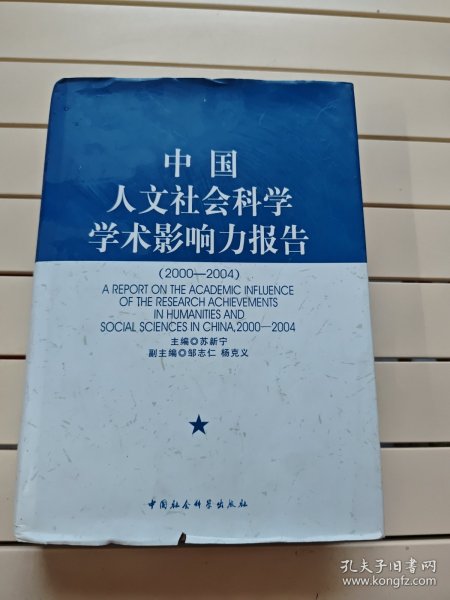 中国
人文社会科学
学术影响力报告
(2000—2004)
A REPORT ON THE ACADEMIC INFLUENCE
OF THE RESEARCH ACHIEVEMENTS
IN HUMANITIES AND
SOCIAL SCIENCES IN CHINA,2000—2004
主编◎苏新宁
副主编◎邹志仁 杨克义
中国社会科学出版社
孔夫子旧书网
www.kongfz.com